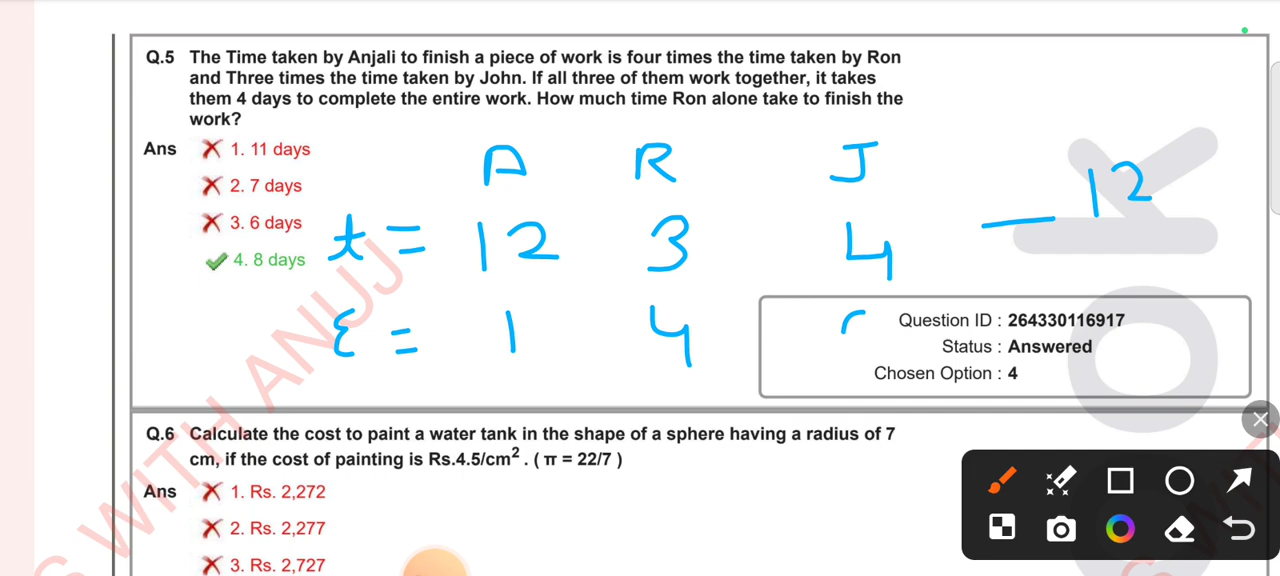 Q.5 The Time taken by Anjali to finish a piece of work is four times the time taken by Ron
and Three times the time taken by John. If all three of them work together, it takes
them 4 days to complete the entire work. How much time Ron alone take to finish the
work?
Ans 1. 11 days
2. 7 days
3. 6 days
4. 8 days
A R J
t = 12 3 4 — 12
ε = 1 4
Question ID : 264330116917
Status : Answered
Chosen Option : 4
Q.6 Calculate the cost to paint a water tank in the shape of a sphere having a radius of 7
cm, if the cost of painting is Rs.4.5/cm² . ( π = 22/7 )
Ans 1. Rs. 2,272
2. Rs. 2,277
3. Rs. 2,727
WITH ANUJ
S WITH